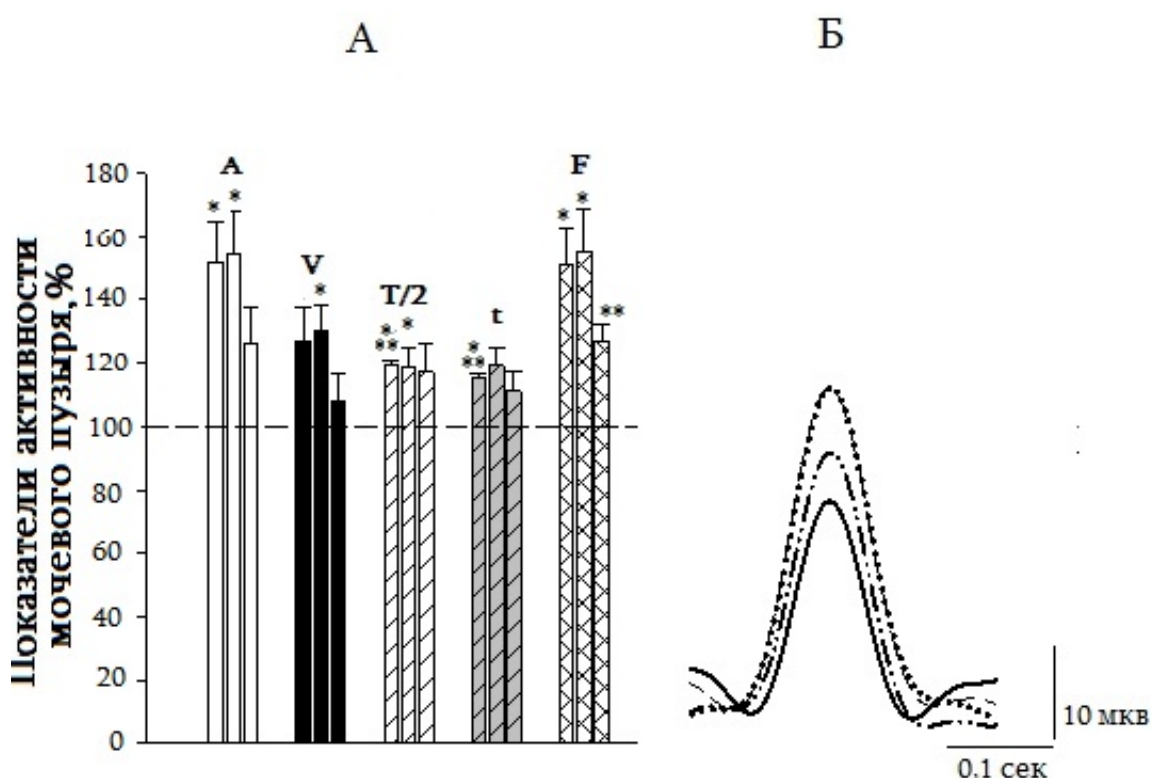 А Б
180
160
140
120
100
80
60
40
20
0
Показатели активности
мочевого пузыря,%
A
* *
V
*
T/2
* *
**
t
*
**
F
* *
**
10 мкв
0.1 сек